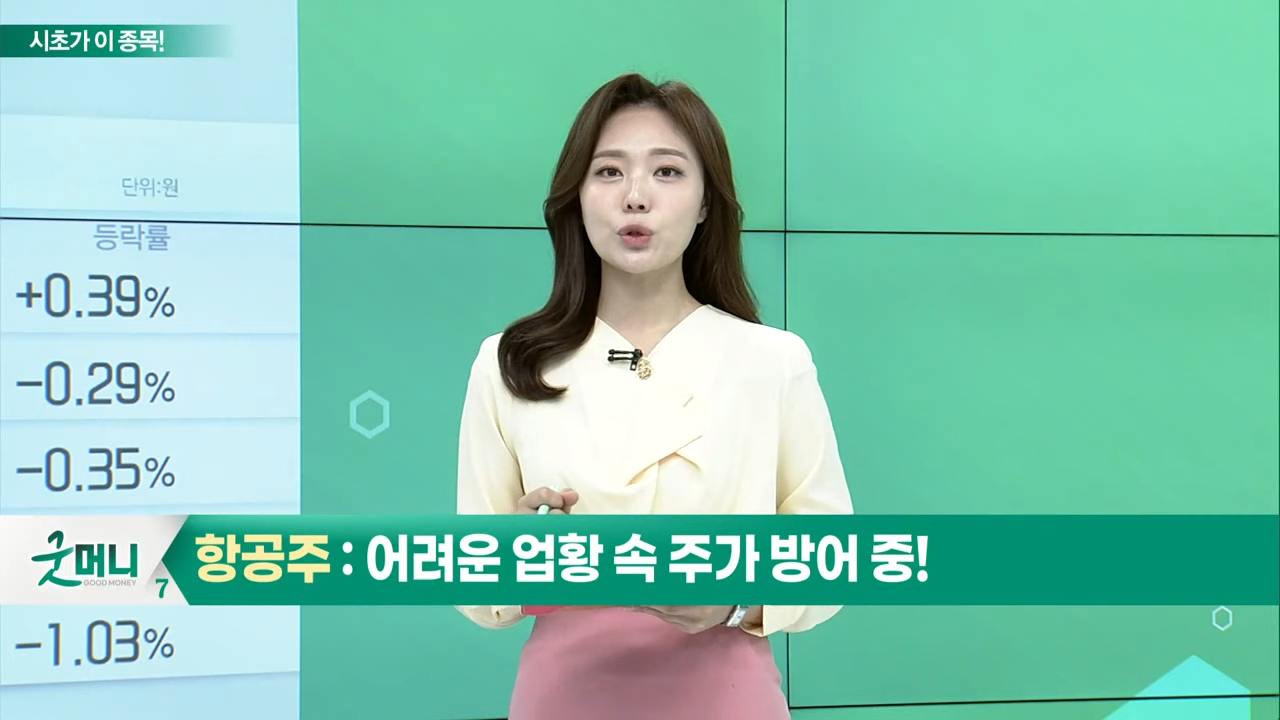 시초가 이 종목!
단위:원
등락률
+0.39%
-0.29%
-0.35%
굿머니
GOOD MONEY
7
항공주 : 어려운 업황 속 주가 방어 중!
-1.03%